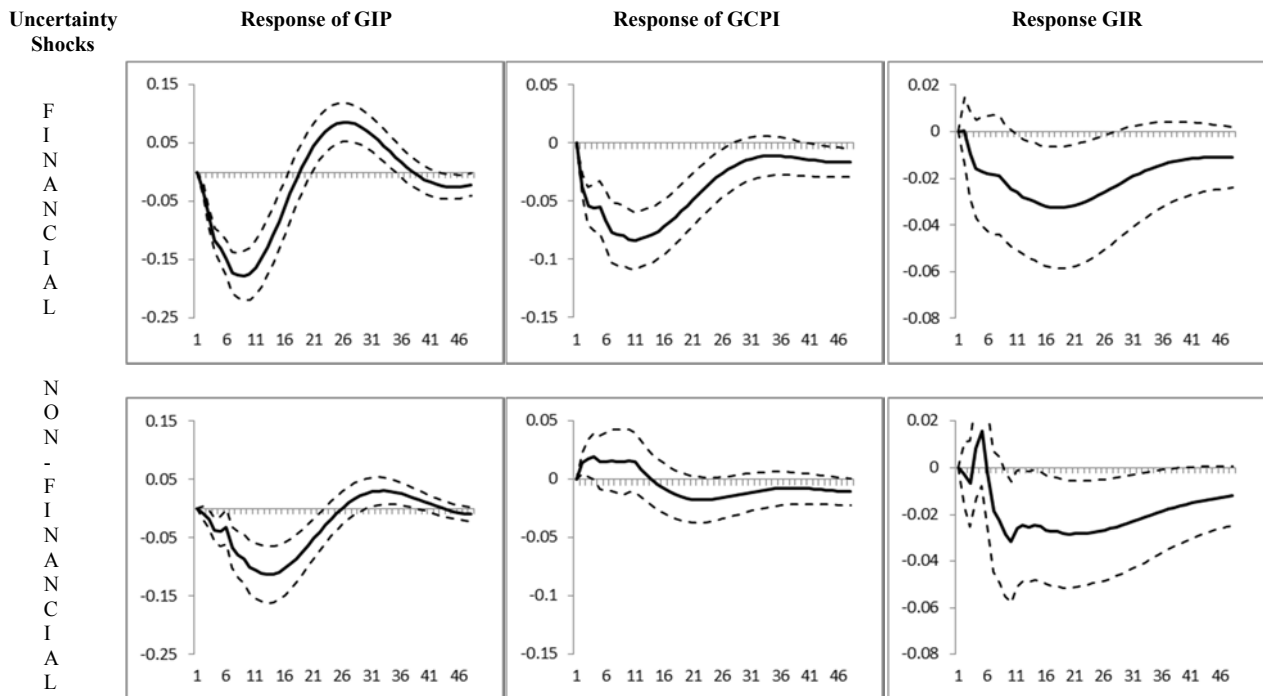 Uncertainty
Shocks
Response of GIP
Response of GCPI
Response GIR
F
I
N
A
N
C
I
A
L
0.15
0.05
-0.05
-0.15
-0.25
1 6 11 16 21 26 31 36 41 46
0.05
0
-0.05
-0.1
-0.15
1 6 11 16 21 26 31 36 41 46
0.02
0
-0.02
-0.04
-0.06
-0.08
1 6 11 16 21 26 31 36 41 46
N
O
N
-
F
I
N
A
N
C
I
A
L
0.15
0.05
-0.05
-0.15
-0.25
1 6 11 16 21 26 31 36 41 46
0.05
0
-0.05
-0.1
-0.15
1 6 11 16 21 26 31 36 41 46
0.02
0
-0.02
-0.04
-0.06
-0.08
1 6 11 16 21 26 31 36 41 46